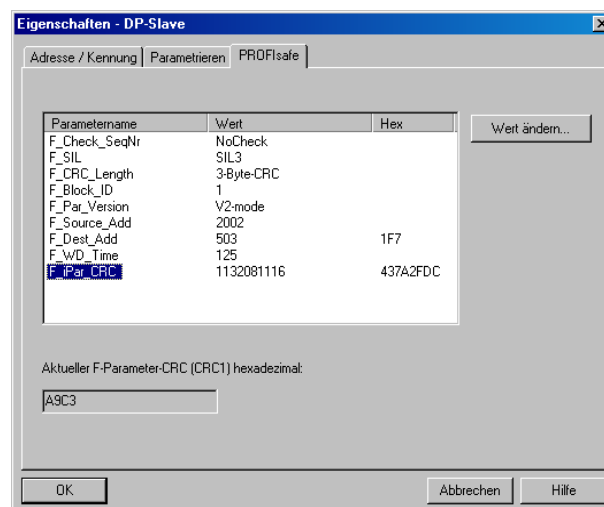 Eigenschaften - DP-Slave
Adresse / Kennung Parametrieren PROFIsafe
Parametername Wert Hex
Wert ändern...
F_Check_SeqNr NoCheck
F_SIL SIL3
F_CRC_Length 3-Byte-CRC
F_Block_ID 1
F_Par_Version V2-mode
F_Source_Add 2002
F_Dest_Add 503 1F7
F_WD_Time 125
F_iPar_CRC 1132081116 437A2FDC
Aktueller F-Parameter-CRC (CRC1) hexadezimal:
A9C3
OK Abbrechen Hilfe